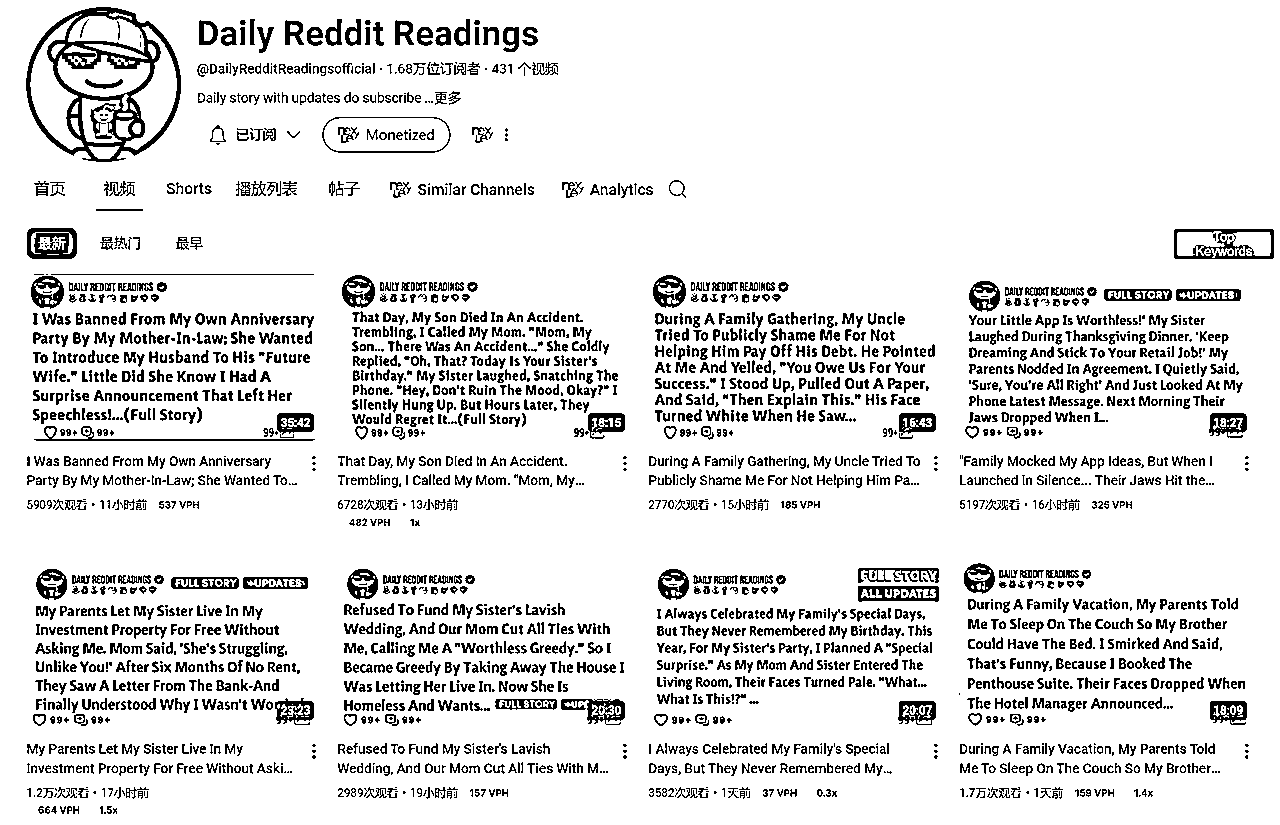 Daily Reddit Readings
@DailyRedditReadingsofficial · 1.68万位订阅者 · 431 个视频
Daily story with updates do subscribe ...更多
已订阅
Monetized
首页 视频 Shorts 播放列表 帖子 Similar Channels Analytics
最新 最热门 最早
Top Keywords
DAILY REDDIT READINGS
I Was Banned From My Own Anniversary
Party By My Mother-In-Law; She Wanted
To Introduce My Husband To His "Future
Wife." Little Did She Know I Had A
Surprise Announcement That Left Her
Speechless!...(Full Story)
99+ 99+ 99+
35:42
I Was Banned From My Own Anniversary
Party By My Mother-In-Law; She Wanted To...
5909次观看 · 11小时前 537 VPH
DAILY REDDIT READINGS
That Day, My Son Died In An Accident.
Trembling, I Called My Mom. "Mom, My
Son... There Was An Accident..." She Coldly
Replied, "Oh, That? Today Is Your Sister's
Birthday." My Sister Laughed, Snatching The
Phone. "Hey, Don't Ruin The Mood, Okay?" I
Silently Hung Up. But Hours Later, They
Would Regret It...(Full Story)
99+ 99+ 99+
That Day, My Son Died In An Accident.
Trembling, I Called My Mom. "Mom, My...
6728次观看 · 13小时前
482 VPH 1x
DAILY REDDIT READINGS
During A Family Gathering, My Uncle
Tried To Publicly Shame Me For Not
Helping Him Pay Off His Debt. He Pointed
At Me And Yelled, "You Owe Us For Your
Success." I Stood Up, Pulled Out A Paper,
And Said, "Then Explain This." His Face
Turned White When He Saw...
99+ 99+ 99+
During A Family Gathering, My Uncle Tried To
Publicly Shame Me For Not Helping Him Pa...
2770次观看 · 15小时前 185 VPH
DAILY REDDIT READINGS FULL STORY +UPDATES
Your Little App Is Worthless!' My Sister
Laughed During Thanksgiving Dinner. 'Keep
Dreaming And Stick To Your Retail Job!' My
Parents Nodded In Agreement. I Quietly Said,
'Sure, You're All Right' And Just Looked At My
Phone Latest Message. Next Morning Their
Jaws Dropped When I...
99+ 99+
18:27
"Family Mocked My App Ideas, But When I
Launched In Silence... Their Jaws Hit the...
5197次观看 · 16小时前 325 VPH
DAILY REDDIT READINGS FULL STORY +UPDATES
My Parents Let My Sister Live In My
Investment Property For Free Without
Asking Me. Mom Said, 'She's Struggling,
Unlike You!' After Six Months Of No Rent,
They Saw A Letter From The Bank-And
Finally Understood Why I Wasn't
99+ 99+
23:23
My Parents Let My Sister Live In My
Investment Property For Free Without Aski...
1.2万次观看 · 17小时前
664 VPH 1.5x
DAILY REDDIT READINGS
Refused To Fund My Sister's Lavish
Wedding, And Our Mom Cut All Ties With
Me, Calling Me A "Worthless Greedy." So I
Became Greedy By Taking Away The House I
Was Letting Her Live In. Now She Is
Homeless And Wants... FULL STORY
99+ 99+
20:30
Refused To Fund My Sister's Lavish
Wedding, And Our Mom Cut All Ties With M...
2989次观看 · 19小时前 157 VPH
DAILY REDDIT READINGS FULL STORY
ALL UPDATES
I Always Celebrated My Family's Special Days,
But They Never Remembered My Birthday. This
Year, For My Sister's Party, I Planned A "Special
Surprise." As My Mom And Sister Entered The
Living Room, Their Faces Turned Pale. "What...
What Is This!?" ...
99+ 99+
20:07
I Always Celebrated My Family's Special
Days, But They Never Remembered My...
3582次观看 · 1天前 37 VPH 0.3x
DAILY REDDIT READINGS
During A Family Vacation, My Parents Told
Me To Sleep On The Couch So My Brother
Could Have The Bed. I Smirked And Said,
That's Funny, Because I Booked The
Penthouse Suite. Their Faces Dropped When
The Hotel Manager Announced...
99+ 99+
18:09
During A Family Vacation, My Parents Told
Me To Sleep On The Couch So My Brother...
1.7万次观看 · 1天前 159 VPH 1.4x